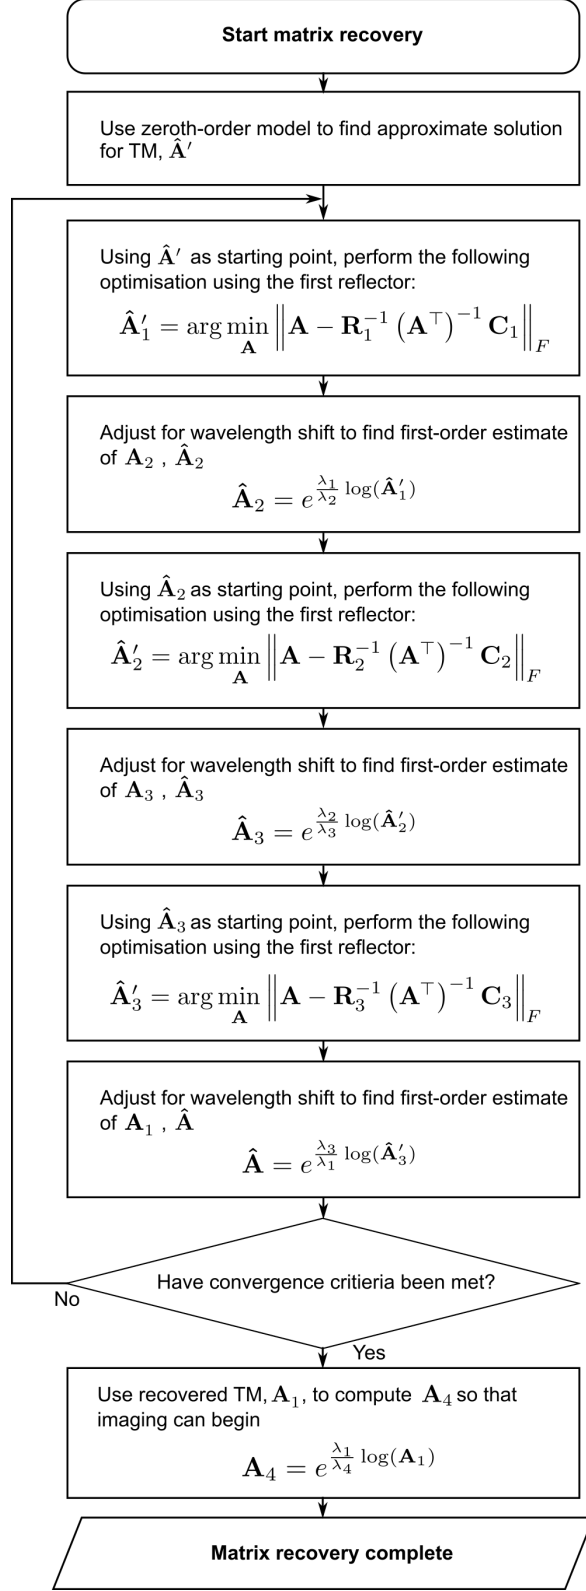 Start matrix recovery
Use zeroth-order model to find approximate solution
for TM, Â′
Using Â′ as starting point, perform the following
optimisation using the first reflector:
Â′₁ = arg min_A ‖A − R₁⁻¹ (A^⊤)⁻¹ C₁‖_F
Adjust for wavelength shift to find first-order estimate
of A₂ , Â₂
Â₂ = e^{(λ₁/λ₂) log(Â′₁)}
Using Â₂ as starting point, perform the following
optimisation using the first reflector:
Â′₂ = arg min_A ‖A − R₂⁻¹ (A^⊤)⁻¹ C₂‖_F
Adjust for wavelength shift to find first-order estimate
of A₃ , Â₃
Â₃ = e^{(λ₂/λ₃) log(Â′₂)}
Using Â₃ as starting point, perform the following
optimisation using the first reflector:
Â′₃ = arg min_A ‖A − R₃⁻¹ (A^⊤)⁻¹ C₃‖_F
Adjust for wavelength shift to find first-order estimate
of A₁ , Â
Â = e^{(λ₃/λ₁) log(Â′₃)}
Have convergence critieria been met?
No
Yes
Use recovered TM, A₁, to compute A₄ so that
imaging can begin
A₄ = e^{(λ₁/λ₄) log(A₁)}
Matrix recovery complete